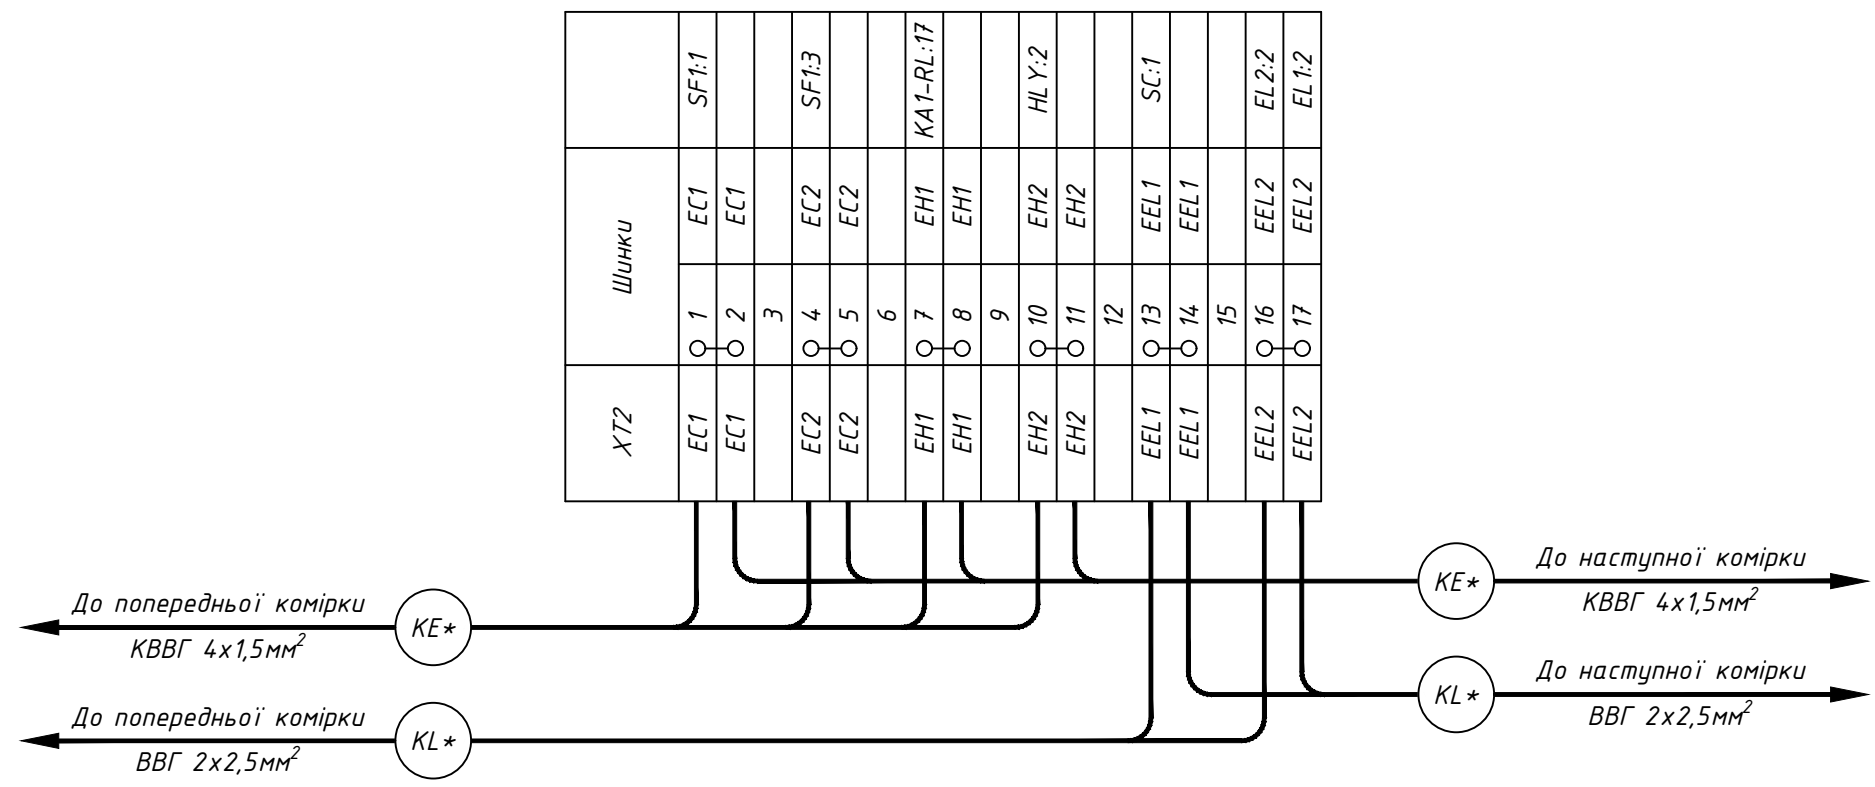 SF1:1 SF1:3 KA1-RL:17 HLY:2 SC:1 EL2:2 EL1:2
Шинки EC1 EC1 EC2 EC2 EH1 EH1 EH2 EH2 EEL1 EEL1 EEL2 EEL2
1 2 3 4 5 6 7 8 9 10 11 12 13 14 15 16 17
XT2 EC1 EC1 EC2 EC2 EH1 EH1 EH2 EH2 EEL1 EEL1 EEL2 EEL2
До попередньої комірки
КВВГ 4х1,5мм²
KE*
До попередньої комірки
ВВГ 2х2,5мм²
KL*
KE*
До наступної комірки
КВВГ 4х1,5мм²
KL*
До наступної комірки
ВВГ 2х2,5мм²